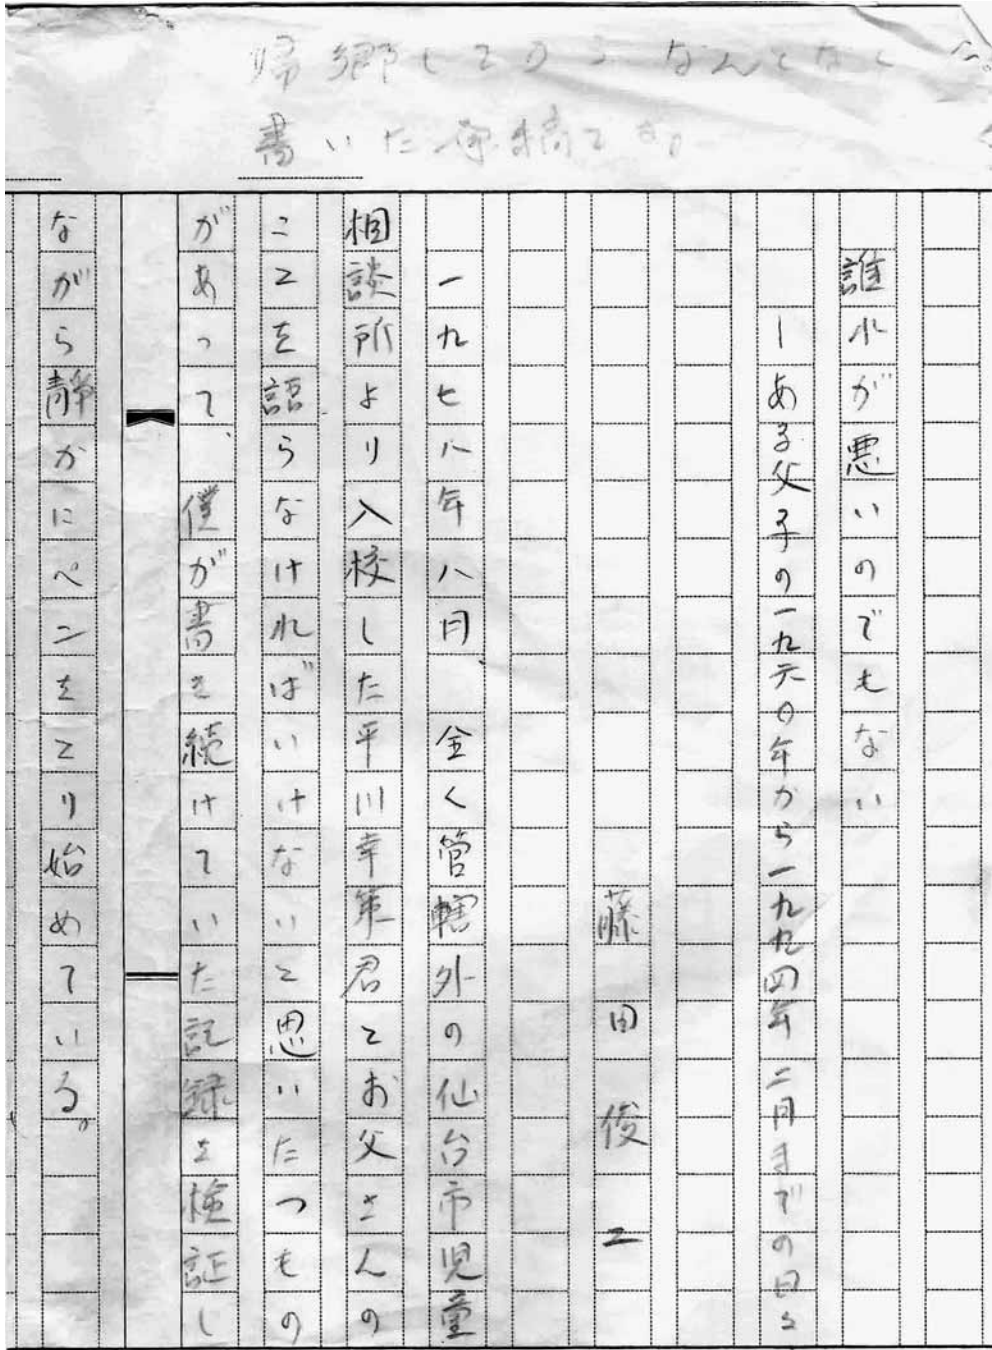 帰郷してのち なんとなく
書いた原稿です。
誰れが悪いのでもない
―ある父子の一九六〇年から一九九四年二月までの日々
藤田俊二
一九七八年八月、全く管轄外の仙台市児童
相談所より入校した平川幸軍君とお父さんの
ことを語らなければいけないと思いたつもの
があって、僕が書き続けていた記録を検証し
ながら静かにペンをとり始めている。